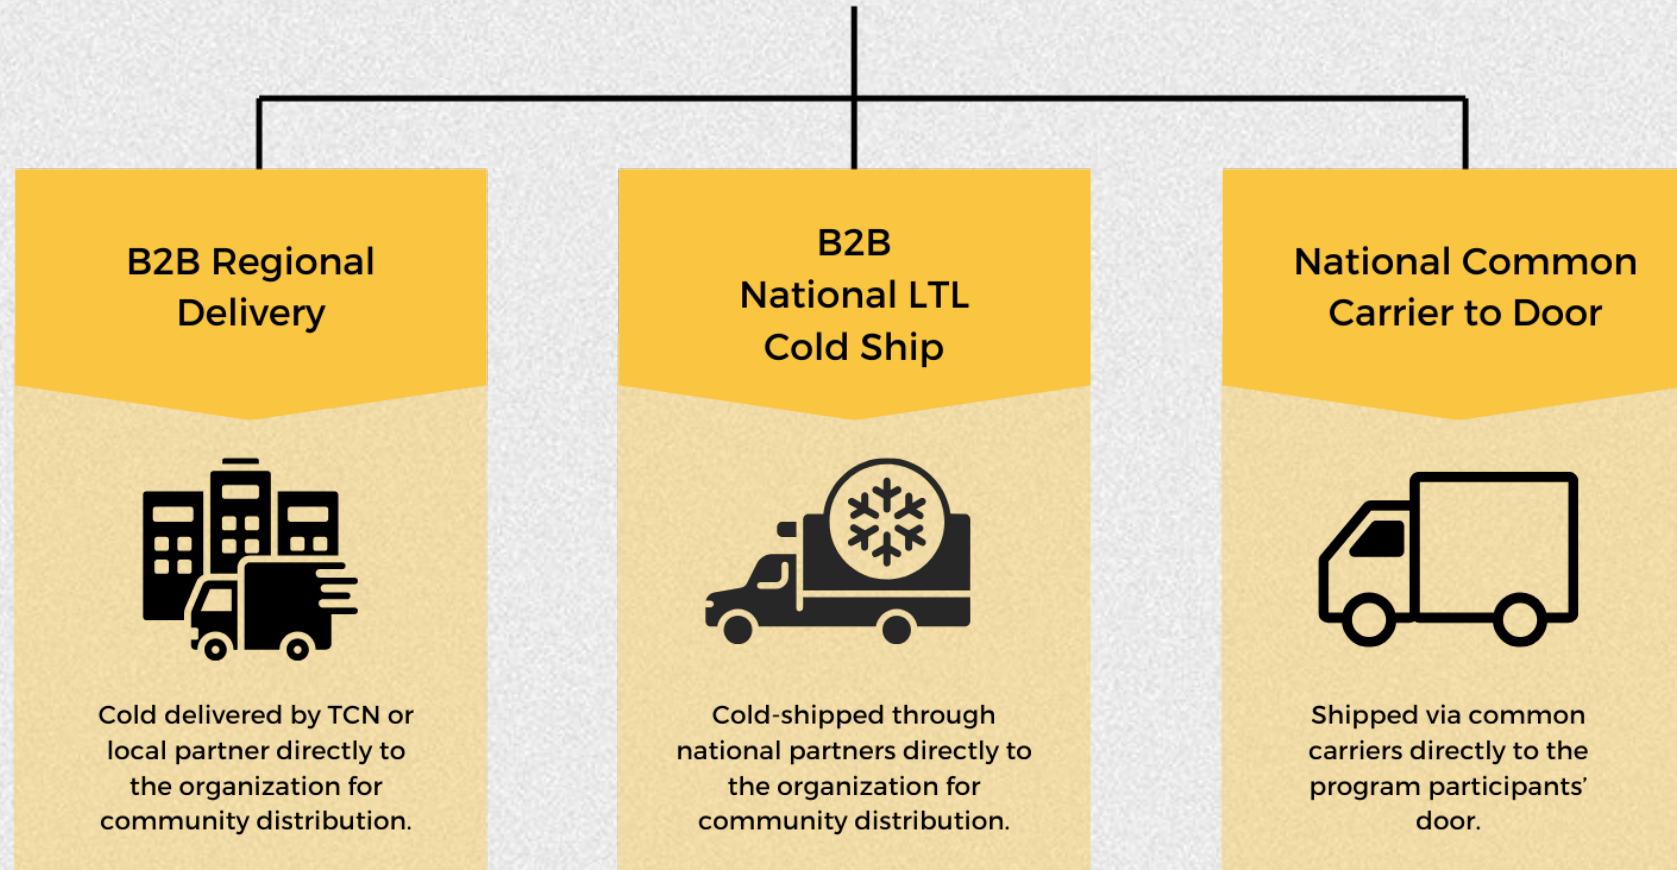 B2B Regional
Delivery
Cold delivered by TCN or
local partner directly to
the organization for
community distribution.
B2B
National LTL
Cold Ship
Cold-shipped through
national partners directly to
the organization for
community distribution.
National Common
Carrier to Door
Shipped via common
carriers directly to the
program participants’
door.